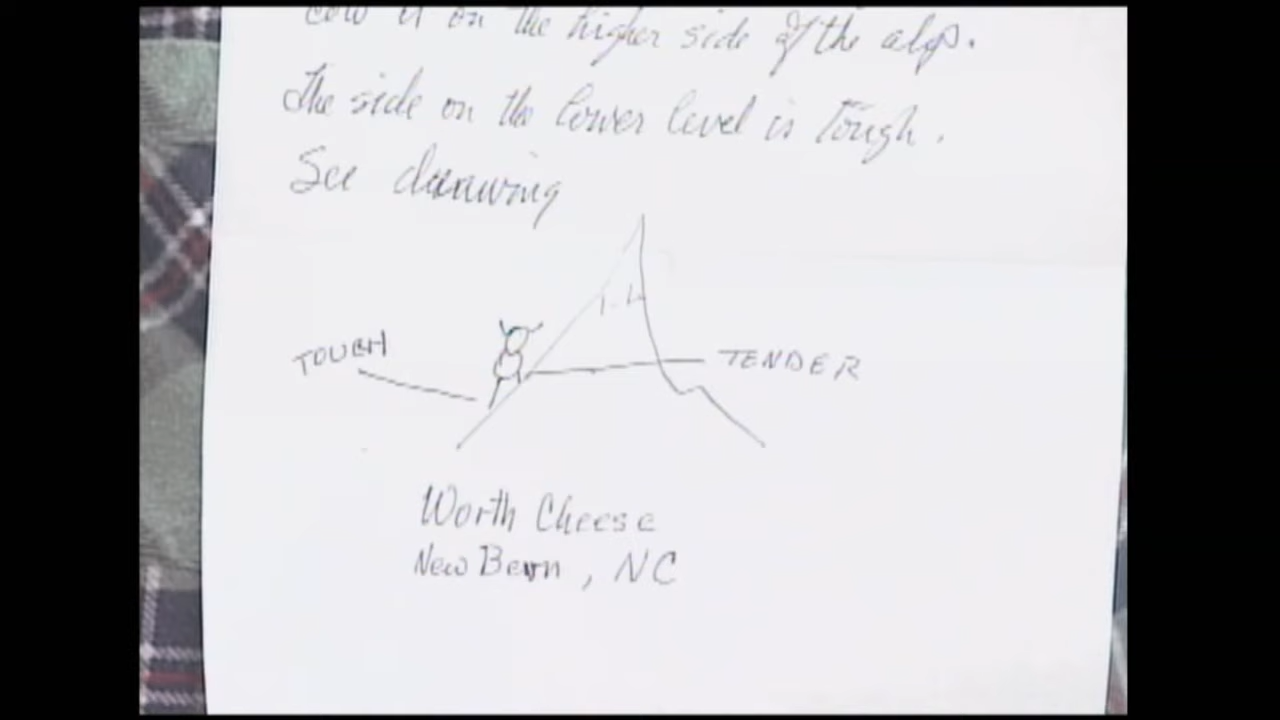 cow is on the higher side of the alps.
The side on the lower level is tough.
See drawing
TOUGH
TENDER
Worth Cheese
New Bern, NC